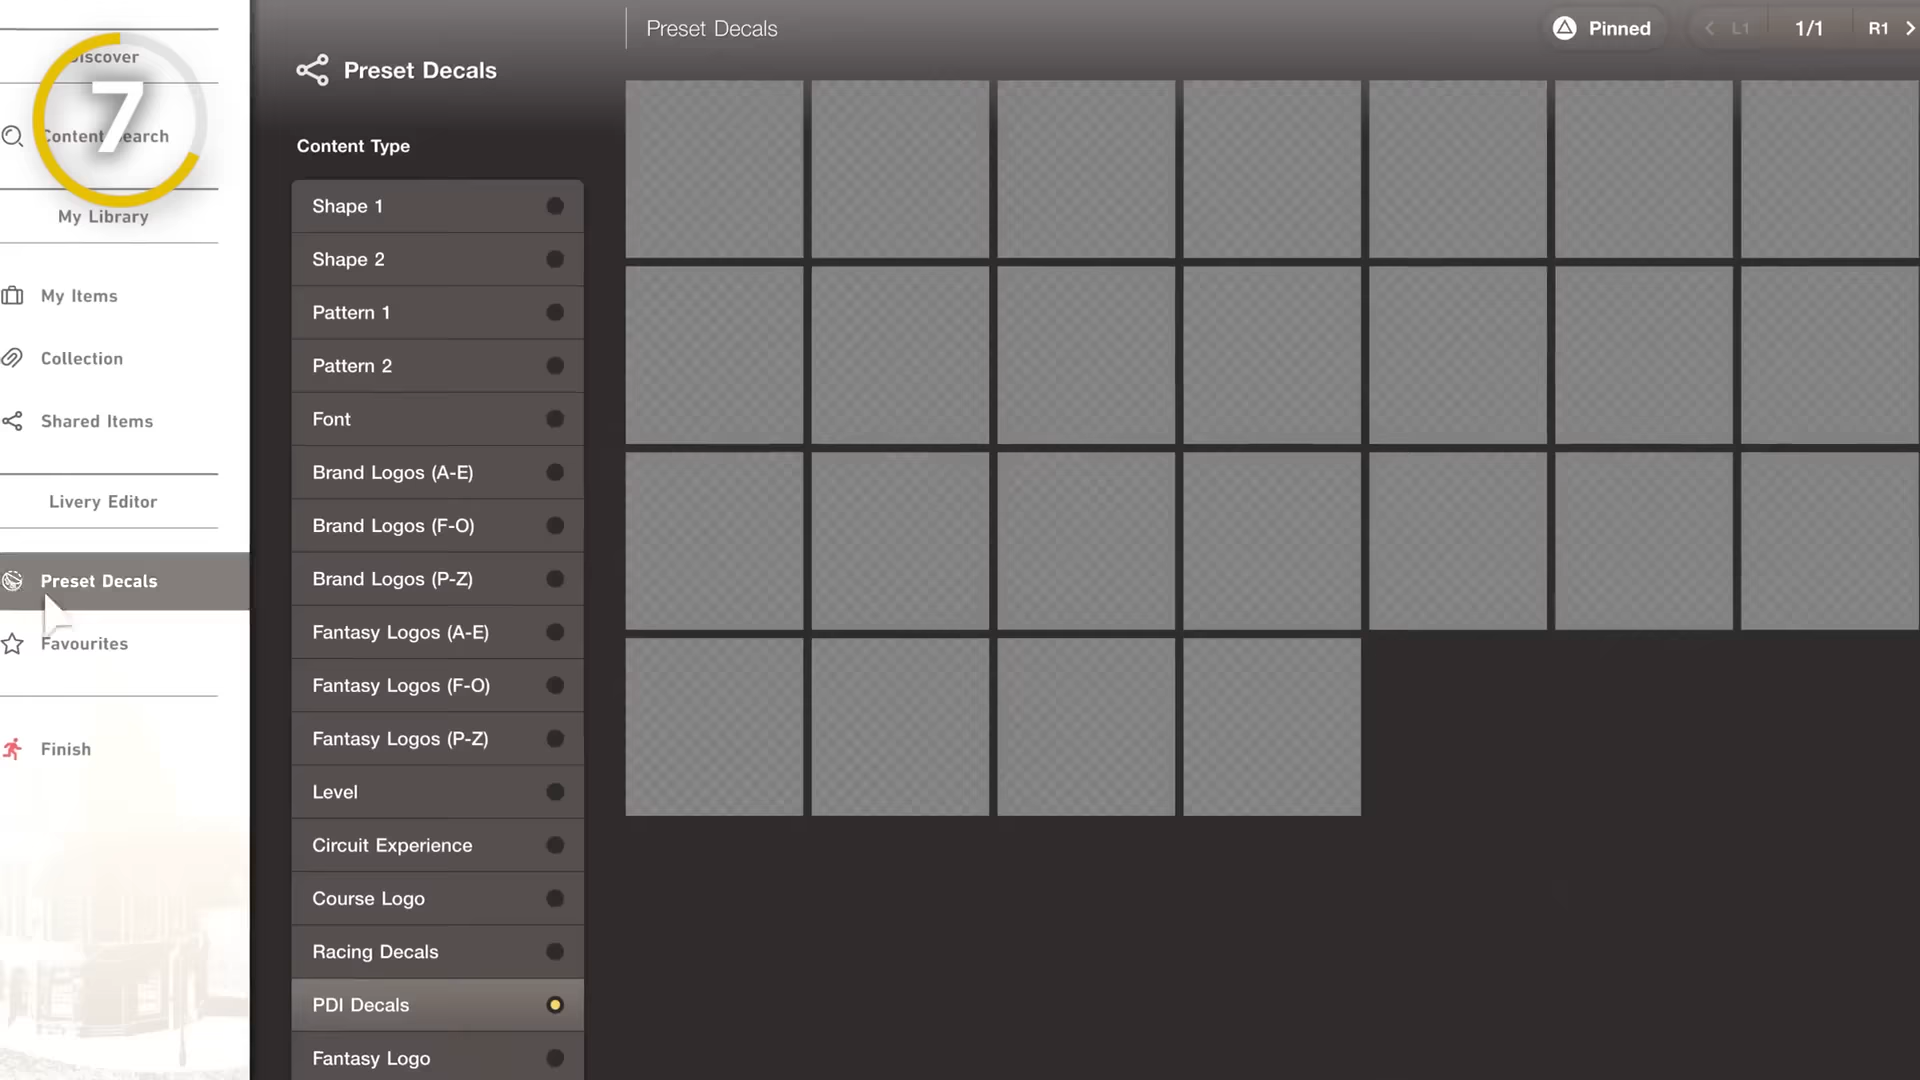 Discover
7
Content Search
My Library
My Items
Collection
Shared Items
Livery Editor
Preset Decals
Favourites
Finish
Preset Decals
Content Type
Shape 1
Shape 2
Pattern 1
Pattern 2
Font
Brand Logos (A-E)
Brand Logos (F-O)
Brand Logos (P-Z)
Fantasy Logos (A-E)
Fantasy Logos (F-O)
Fantasy Logos (P-Z)
Level
Circuit Experience
Course Logo
Racing Decals
PDI Decals
Fantasy Logo
Preset Decals
Pinned
L1 1/1 R1